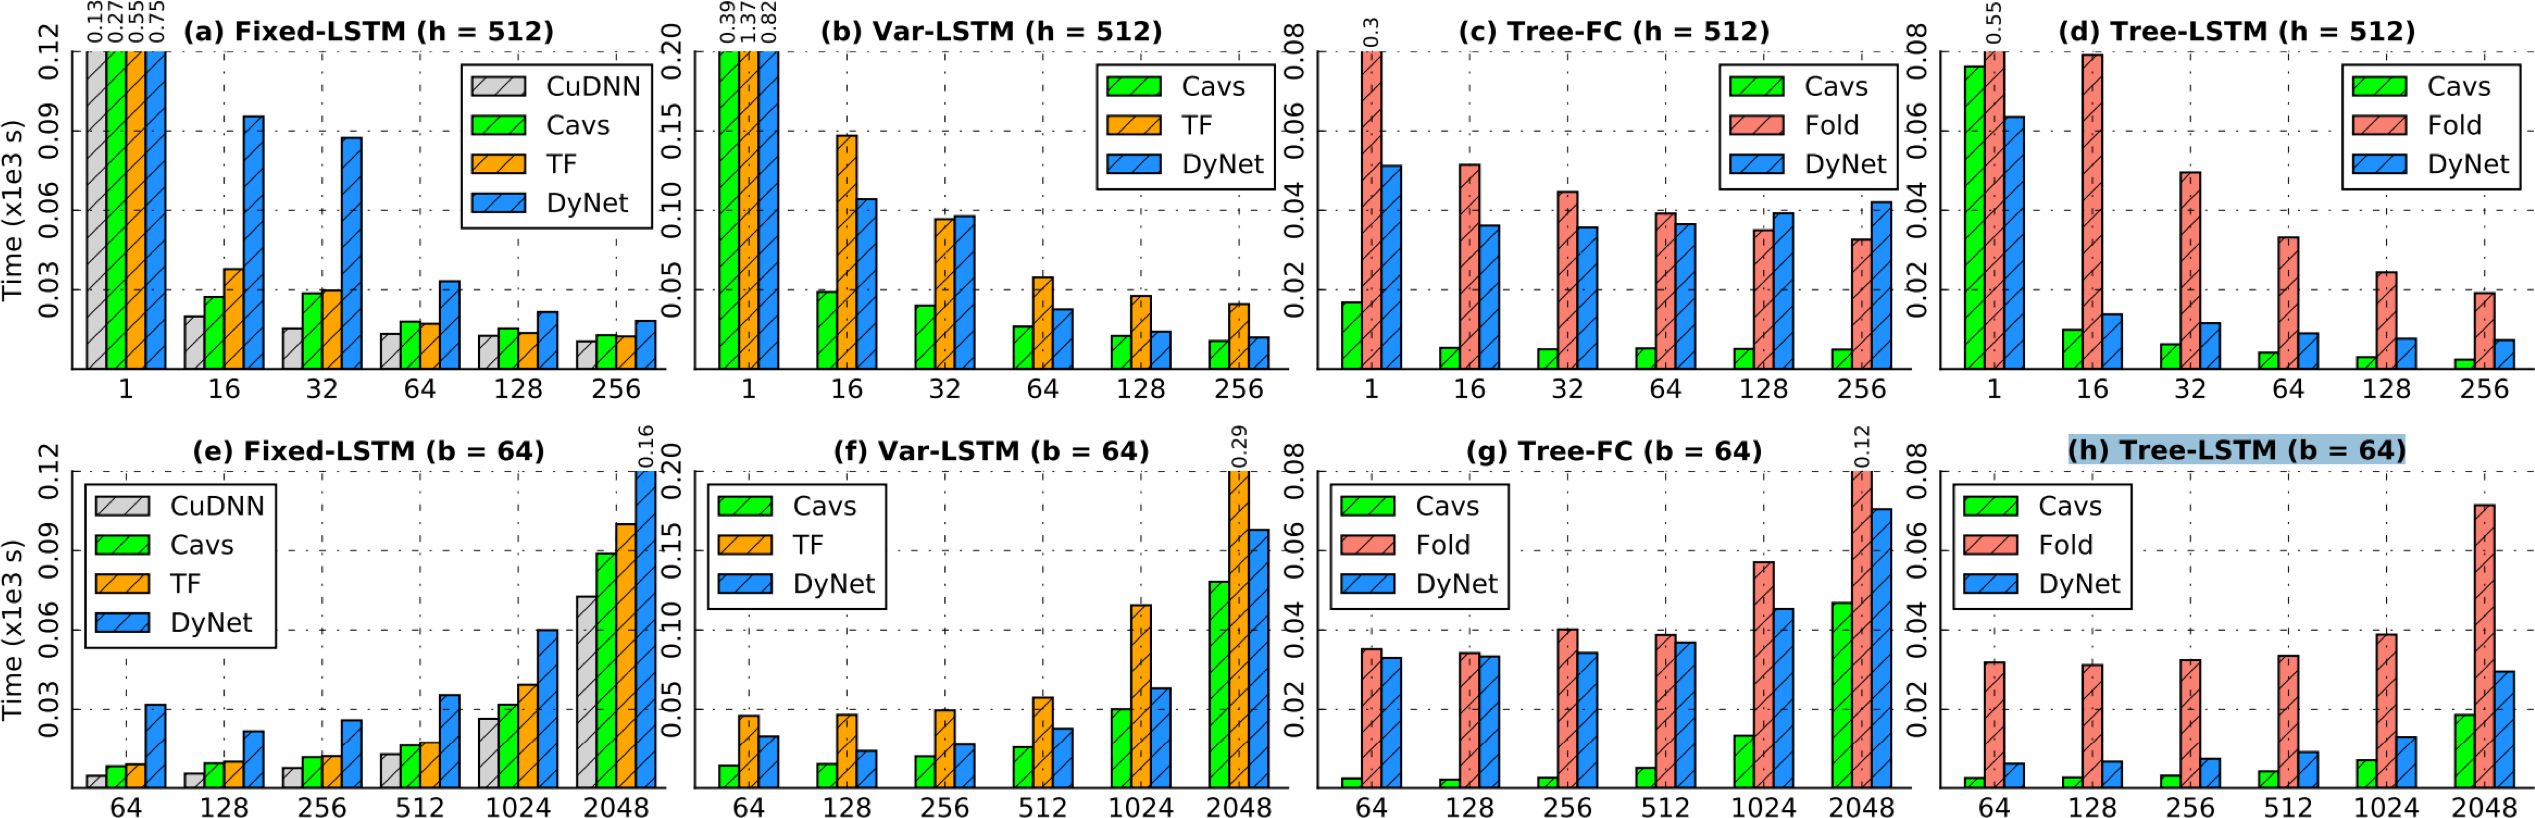 0.13 0.27 0.55 0.75
(a) Fixed-LSTM (h = 512)
Time (x1e3 s)
0.12
0.09
0.06
0.03
CuDNN
Cavs
TF
DyNet
1 16 32 64 128 256
0.39 1.37 0.82
(b) Var-LSTM (h = 512)
0.20
0.15
0.10
0.05
Cavs
TF
DyNet
1 16 32 64 128 256
0.3
(c) Tree-FC (h = 512)
0.08
0.06
0.04
0.02
Cavs
Fold
DyNet
1 16 32 64 128 256
0.55
(d) Tree-LSTM (h = 512)
0.08
0.06
0.04
0.02
Cavs
Fold
DyNet
1 16 32 64 128 256
(e) Fixed-LSTM (b = 64)
0.16
Time (x1e3 s)
0.12
0.09
0.06
0.03
CuDNN
Cavs
TF
DyNet
64 128 256 512 1024 2048
(f) Var-LSTM (b = 64)
0.29
0.20
0.15
0.10
0.05
Cavs
TF
DyNet
64 128 256 512 1024 2048
(g) Tree-FC (b = 64)
0.12
0.08
0.06
0.04
0.02
Cavs
Fold
DyNet
64 128 256 512 1024 2048
(h) Tree-LSTM (b = 64)
0.08
0.06
0.04
0.02
Cavs
Fold
DyNet
64 128 256 512 1024 2048